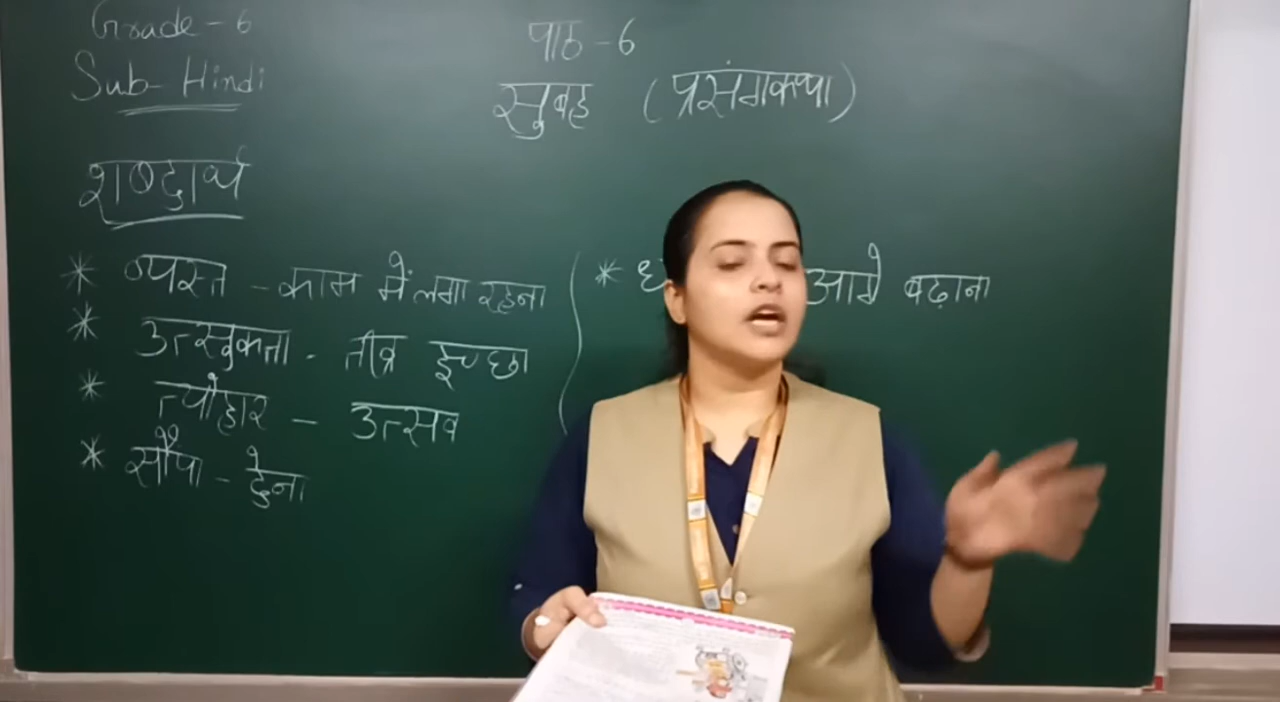 Grade - 6
Sub- Hindi
पाठ - 6
सुबह (प्रसंगकथा)
शब्दार्थ
* व्यस्त - काम में लगा रहना
* उत्सुकता - तीव्र इच्छा
* त्यौहार - उत्सव
* सौंपा - देना
* आगे बढ़ाना